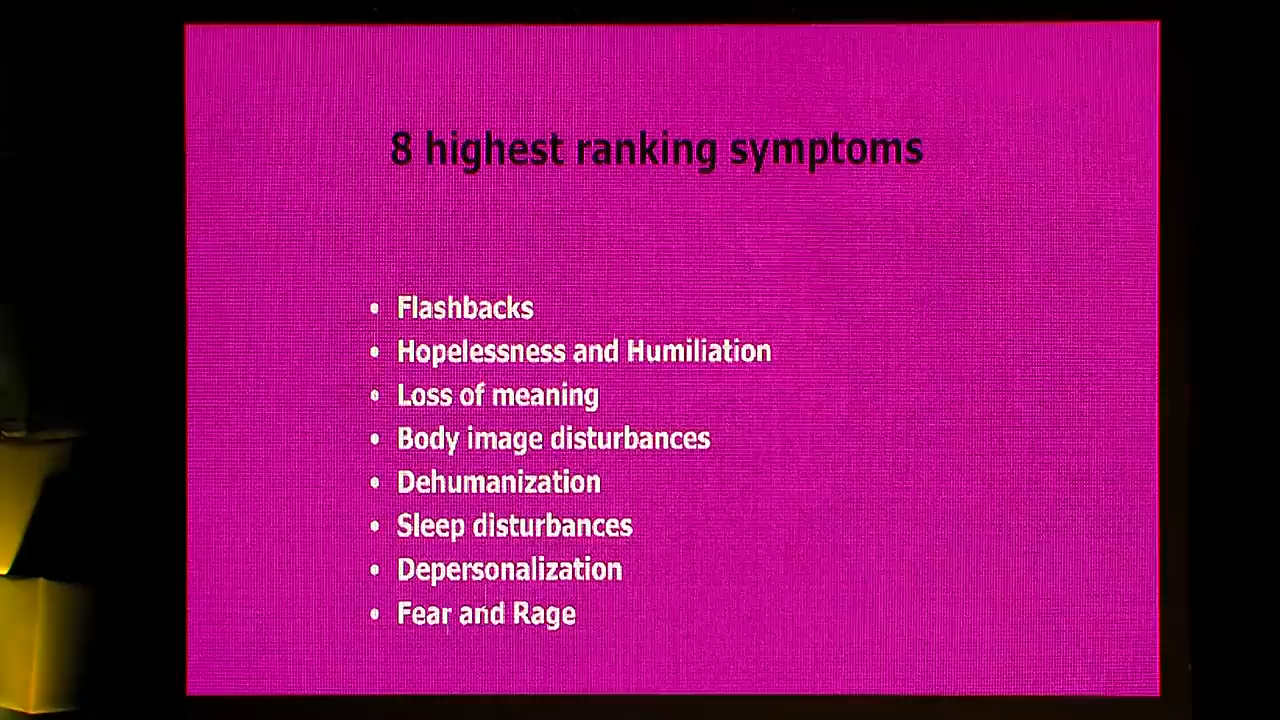 8 highest ranking symptoms
• Flashbacks
• Hopelessness and Humiliation
• Loss of meaning
• Body image disturbances
• Dehumanization
• Sleep disturbances
• Depersonalization
• Fear and Rage